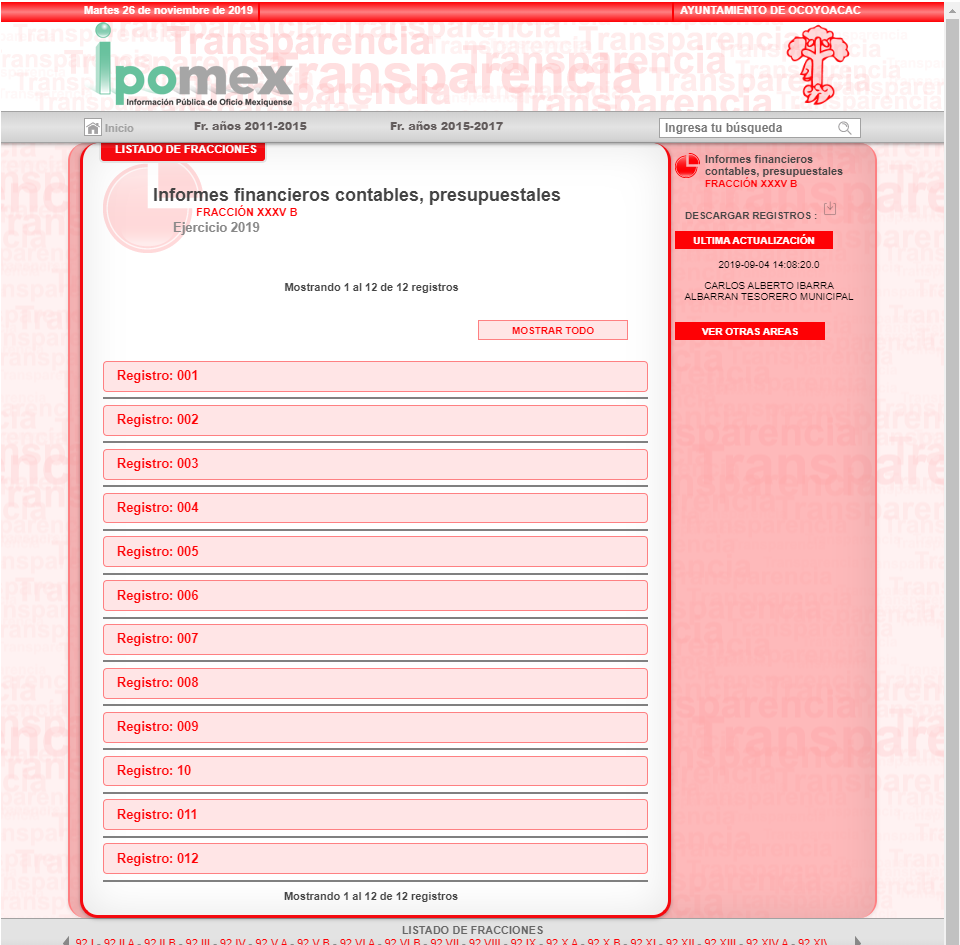 Martes 26 de noviembre de 2019
AYUNTAMIENTO DE OCOYOACAC
ipomex
Información Pública de Oficio Mexiquense
Transparencia
Inicio
Fr. años 2011-2015
Fr. años 2015-2017
Ingresa tu búsqueda
LISTADO DE FRACCIONES
Informes financieros contables, presupuestales
FRACCIÓN XXXV B
Ejercicio 2019
Mostrando 1 al 12 de 12 registros
MOSTRAR TODO
Registro: 001
Registro: 002
Registro: 003
Registro: 004
Registro: 005
Registro: 006
Registro: 007
Registro: 008
Registro: 009
Registro: 10
Registro: 011
Registro: 012
Mostrando 1 al 12 de 12 registros
Informes financieros
contables, presupuestales
FRACCIÓN XXXV B
DESCARGAR REGISTROS :
ULTIMA ACTUALIZACIÓN
2019-09-04 14:08:20.0
CARLOS ALBERTO IBARRA
ALBARRAN TESORERO MUNICIPAL
VER OTRAS AREAS
LISTADO DE FRACCIONES
92 I - 92 II A - 92 II B - 92 III - 92 IV - 92 V A - 92 V B - 92 VI A - 92 VI B - 92 VII - 92 VIII - 92 IX - 92 X A - 92 X B - 92 XI - 92 XII - 92 XIII - 92 XIV A - 92 XIV